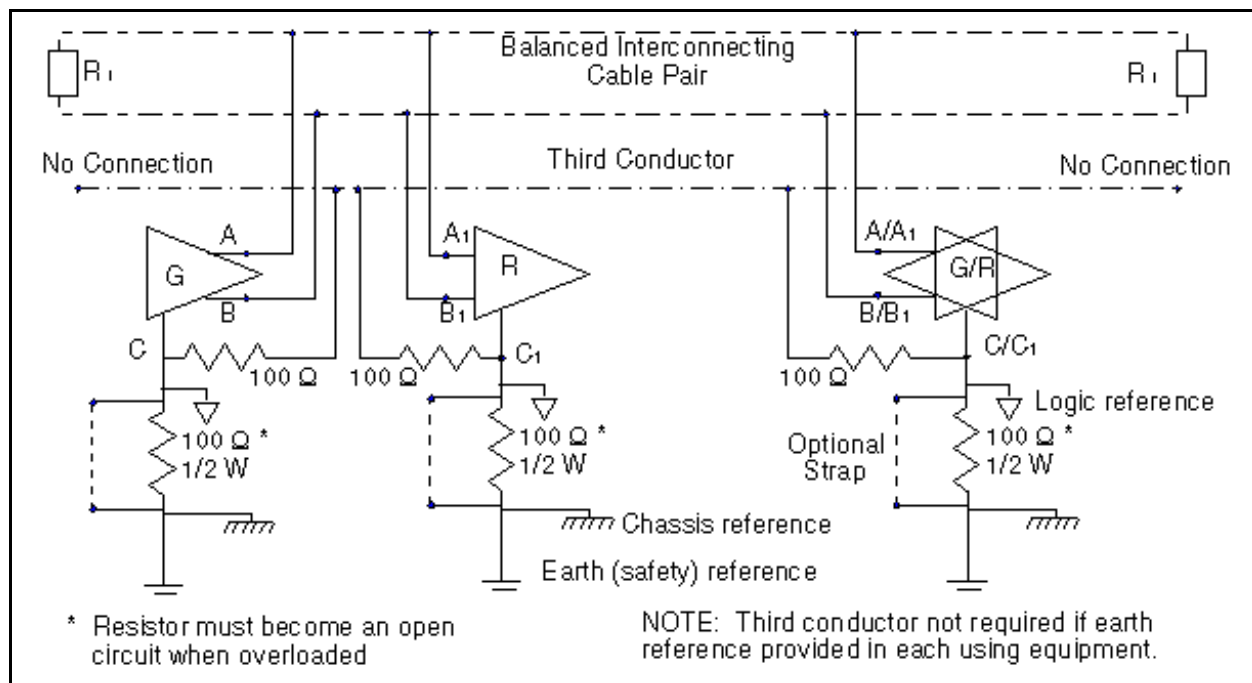 Balanced Interconnecting
Cable Pair
R₁
R₁
No Connection
Third Conductor
No Connection
A
A₁
A/A₁
G
R
G/R
B
B₁
B/B₁
C
C₁
C/C₁
100 Ω
100 Ω
100 Ω
Logic reference
100 Ω *
1/2 W
100 Ω *
1/2 W
Optional
Strap
100 Ω *
1/2 W
Chassis reference
Earth (safety) reference
* Resistor must become an open
circuit when overloaded
NOTE: Third conductor not required if earth
reference provided in each using equipment.